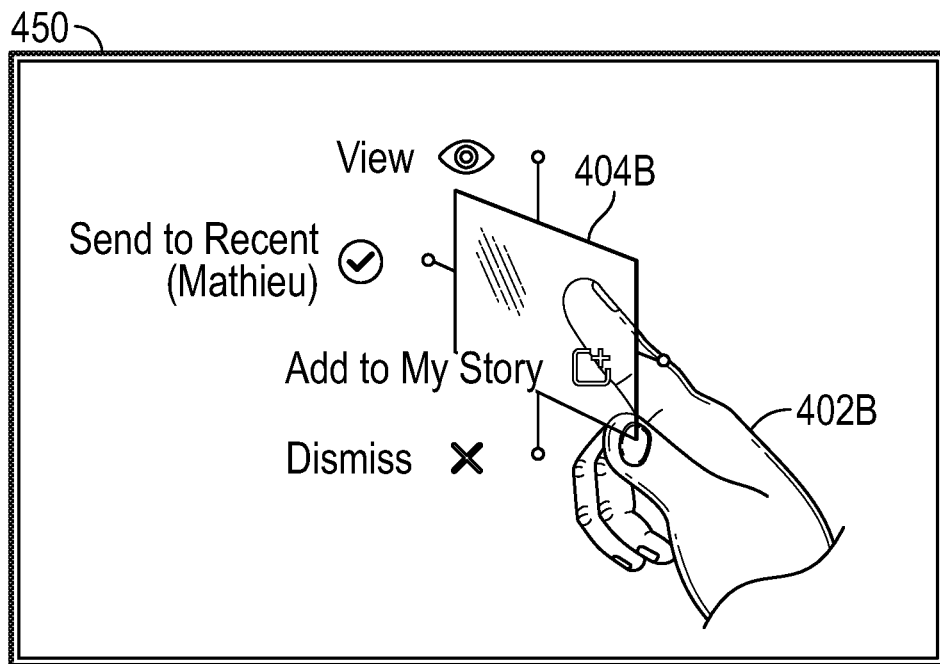 450
View
404B
Send to Recent
(Mathieu)
Add to My Story
402B
Dismiss